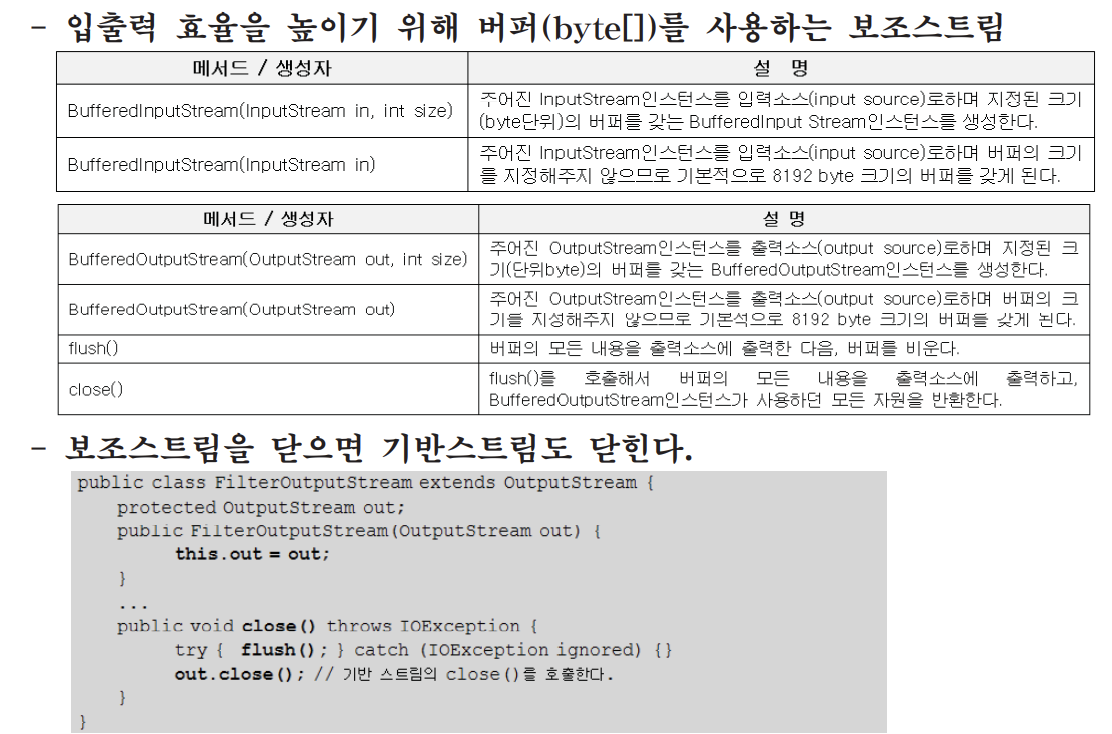 - 입출력 효율을 높이기 위해 버퍼(byte[])를 사용하는 보조스트림
메서드 / 생성자
설 명
BufferedInputStream(InputStream in, int size)
주어진 InputStream인스턴스를 입력소스(input source)로하며 지정된 크기
(byte단위)의 버퍼를 갖는 BufferedInput Stream인스턴스를 생성한다.
BufferedInputStream(InputStream in)
주어진 InputStream인스턴스를 입력소스(input source)로하며 버퍼의 크기
를 지정해주지 않으므로 기본적으로 8192 byte 크기의 버퍼를 갖게 된다.
메서드 / 생성자
설 명
BufferedOutputStream(OutputStream out, int size)
주어진 OutputStream인스턴스를 출력소스(output source)로하며 지정된 크
기(단위byte)의 버퍼를 갖는 BufferedOutputStream인스턴스를 생성한다.
BufferedOutputStream(OutputStream out)
주어진 OutputStream인스턴스를 출력소스(output source)로하며 버퍼의 크
기를 지정해주지 않으므로 기본적으로 8192 byte 크기의 버퍼를 갖게 된다.
flush()
버퍼의 모든 내용을 출력소스에 출력한 다음, 버퍼를 비운다.
close()
flush()를 호출해서 버퍼의 모든 내용을 출력소스에 출력하고,
BufferedOutputStream인스턴스가 사용하던 모든 자원을 반환한다.
- 보조스트림을 닫으면 기반스트림도 닫힌다.
public class FilterOutputStream extends OutputStream {
protected OutputStream out;
public FilterOutputStream(OutputStream out) {
this.out = out;
}
...
public void close() throws IOException {
try { flush(); } catch (IOException ignored) {}
out.close(); // 기반 스트림의 close()를 호출한다.
}
}